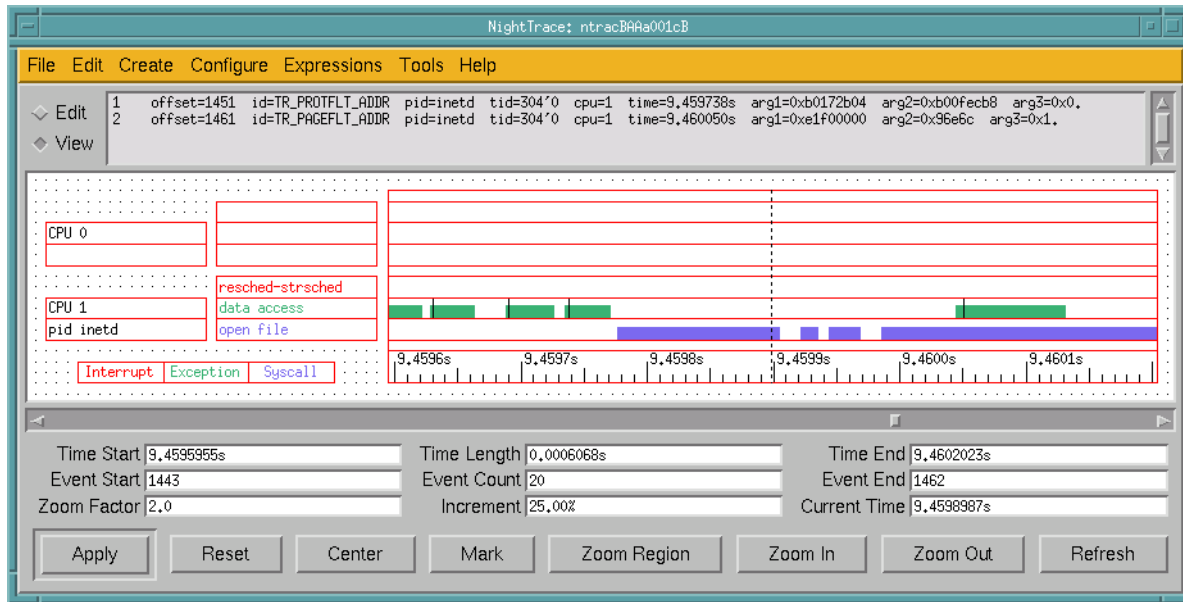 NightTrace: ntracBAAa001cB
File Edit Create Configure Expressions Tools Help
Edit
View
1 offset=1451 id=TR_PROTFLT_ADDR pid=inetd tid=304'0 cpu=1 time=9.459738s arg1=0xb0172b04 arg2=0xb00fecb8 arg3=0x0.
2 offset=1461 id=TR_PAGEFLT_ADDR pid=inetd tid=304'0 cpu=1 time=9.460050s arg1=0xe1f00000 arg2=0x96e6c arg3=0x1.
CPU 0
resched-strsched
CPU 1 data access
pid inetd open file
Interrupt Exception Syscall
9.4596s 9.4597s 9.4598s 9.4599s 9.4600s 9.4601s
Time Start 9.4595955s Time Length 0.0006068s Time End 9.4602023s
Event Start 1443 Event Count 20 Event End 1462
Zoom Factor 2.0 Increment 25.00% Current Time 9.4598987s
Apply Reset Center Mark Zoom Region Zoom In Zoom Out Refresh